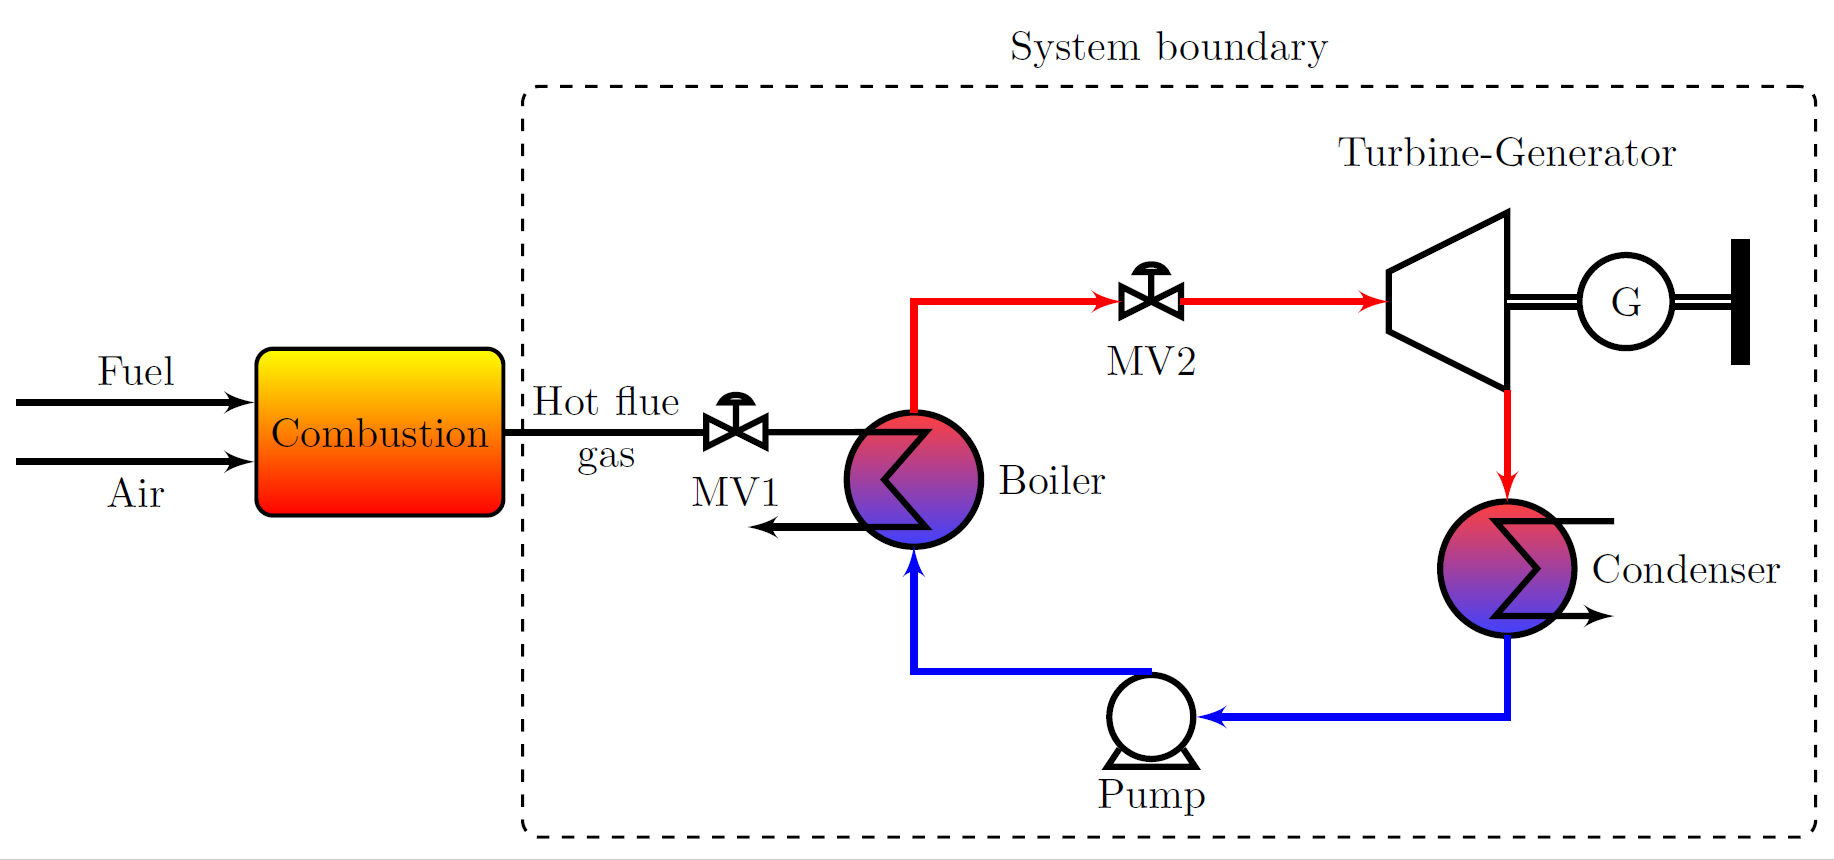 System boundary
Turbine-Generator
G
MV2
Fuel
Combustion
Air
Hot flue
gas
MV1
Boiler
Condenser
Pump